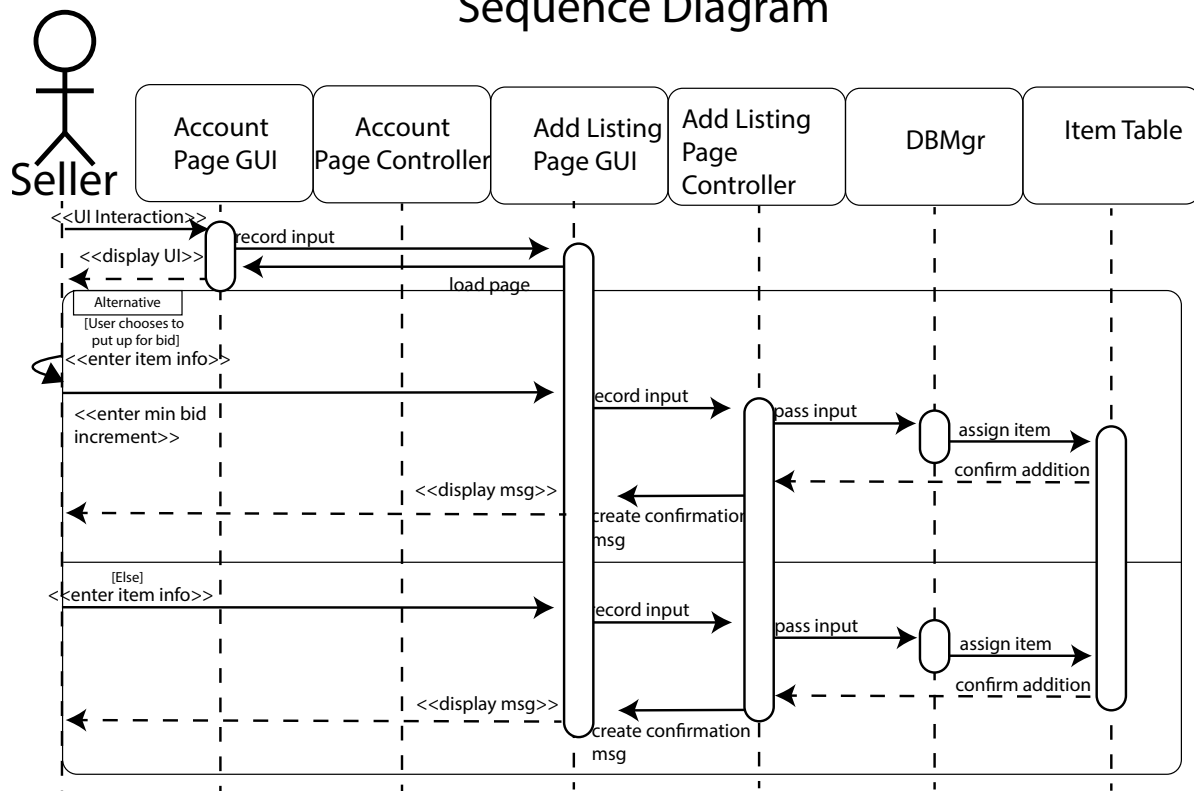 Sequence Diagram
Seller
Account
Page GUI
Account
Page Controller
Add Listing
Page GUI
Add Listing
Page
Controller
DBMgr
Item Table
<<UI Interaction>>
record input
<<display UI>>
load page
Alternative
[User chooses to
put up for bid]
<<enter item info>>
<<enter min bid
increment>>
record input
pass input
assign item
confirm addition
<<display msg>>
create confirmation
msg
[Else]
<<enter item info>>
record input
pass input
assign item
confirm addition
<<display msg>>
create confirmation
msg